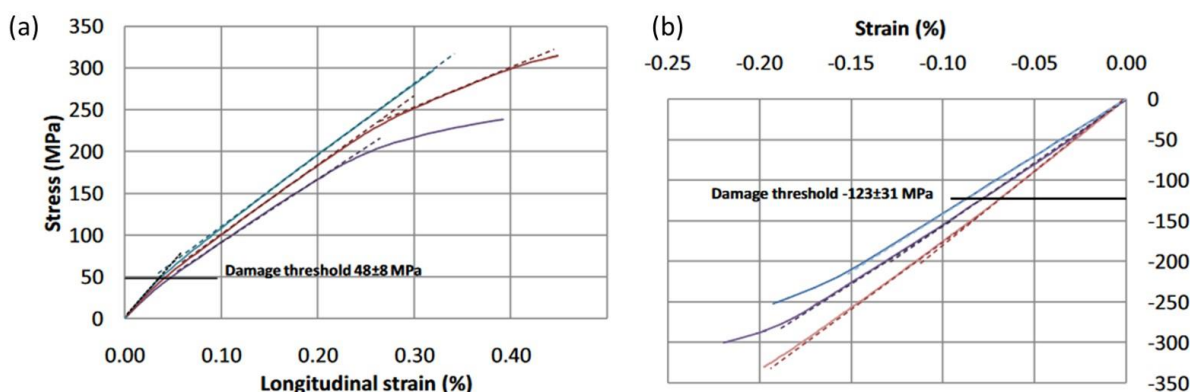 (a)
350
300
250
200
150
100
50
0
Stress (MPa)
Damage threshold 48±8 MPa
0.00 0.10 0.20 0.30 0.40
Longitudinal strain (%)
(b)
Strain (%)
-0.25 -0.20 -0.15 -0.10 -0.05 0.00
0
-50
-100
-150
-200
-250
-300
-350
Damage threshold -123±31 MPa